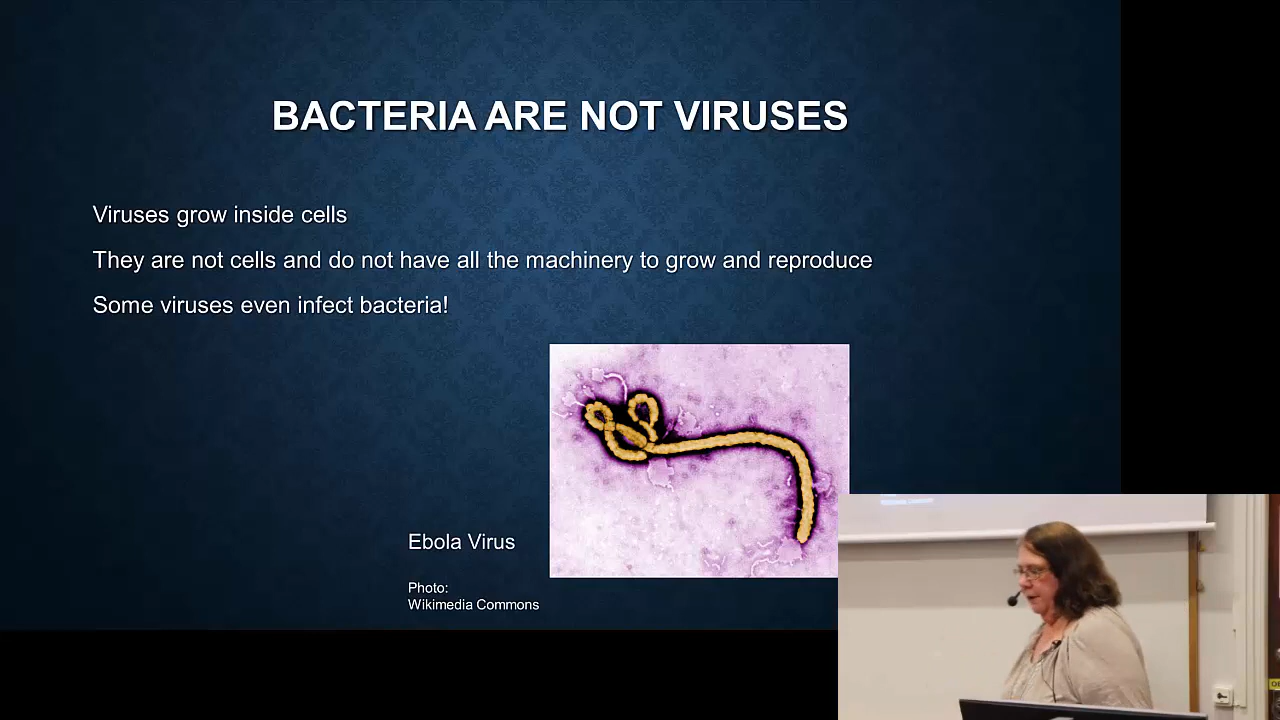 BACTERIA ARE NOT VIRUSES
Viruses grow inside cells
They are not cells and do not have all the machinery to grow and reproduce
Some viruses even infect bacteria!
Ebola Virus
Photo:
Wikimedia Commons